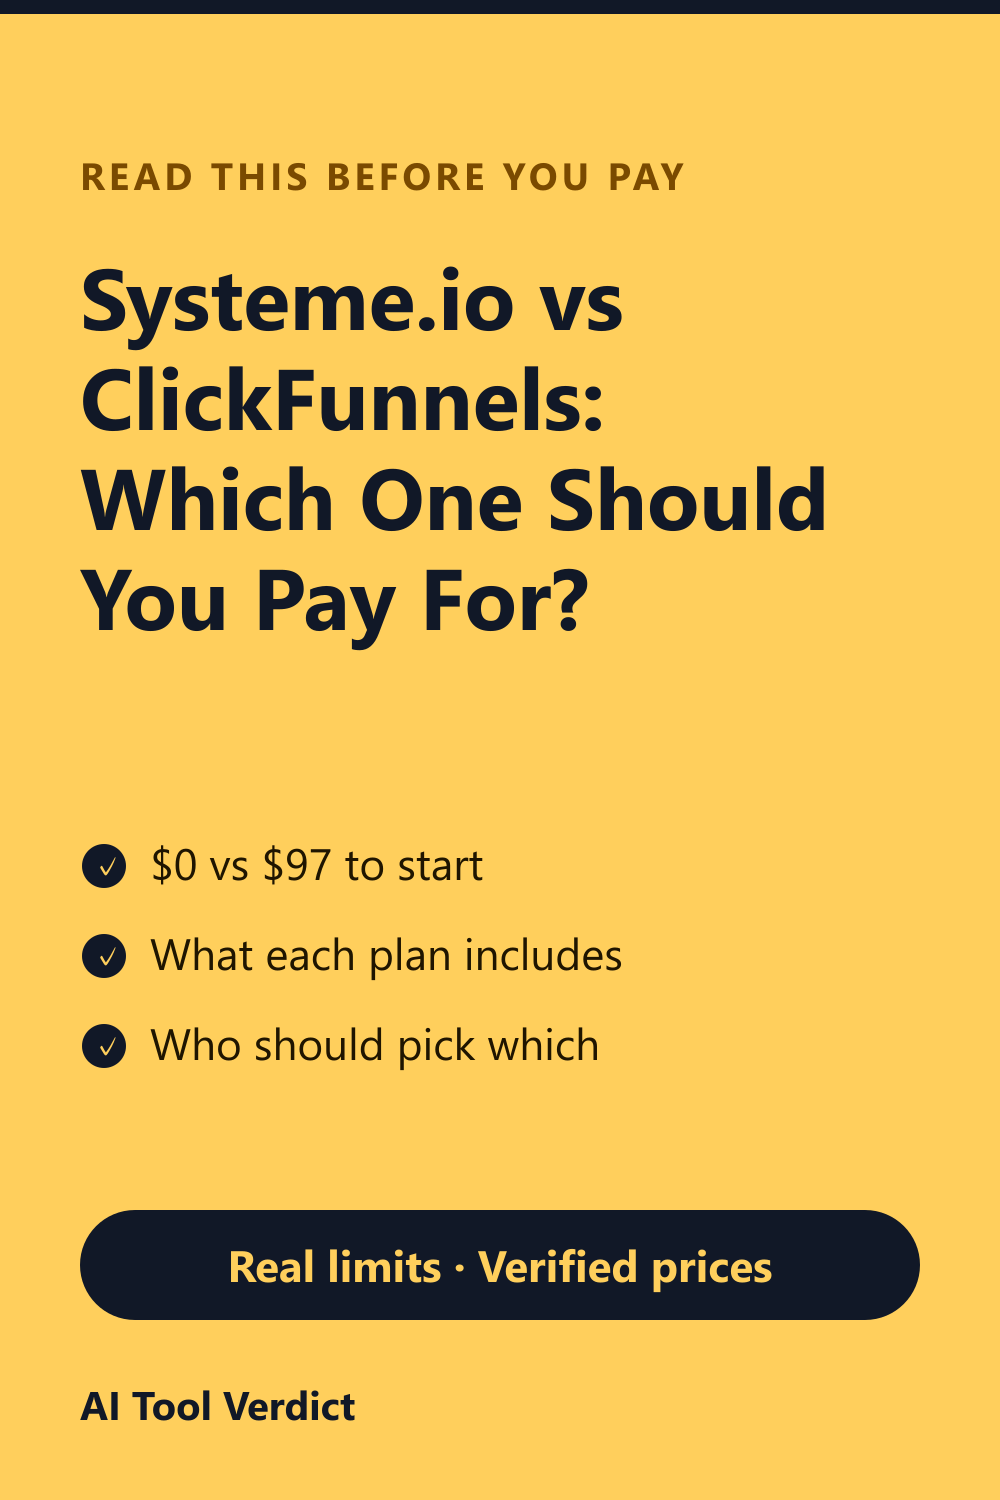 READ THIS BEFORE YOU PAY
Systeme.io vs
ClickFunnels:
Which One Should
You Pay For?
✓ $0 vs $97 to start
✓ What each plan includes
✓ Who should pick which
Real limits · Verified prices
AI Tool Verdict